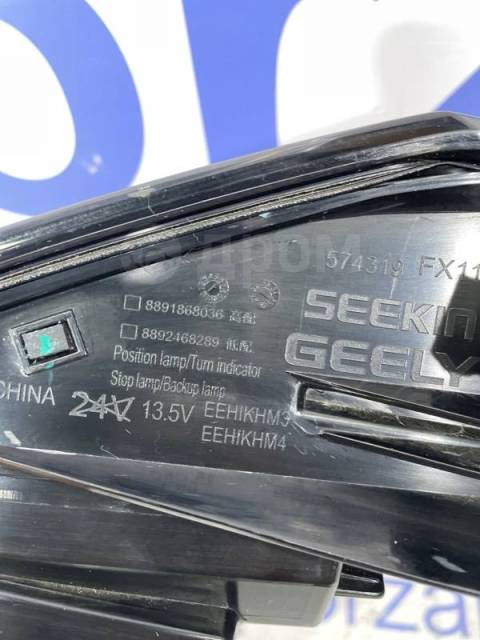 дром
574319 FX11
8891868036 高配
SEEKIN
8892468289 低配
GEELY
Position lamp/Turn indicator
Stop lamp/Backup lamp
CHINA 24V 13.5V EEHIKHM3
EEHIKHM4